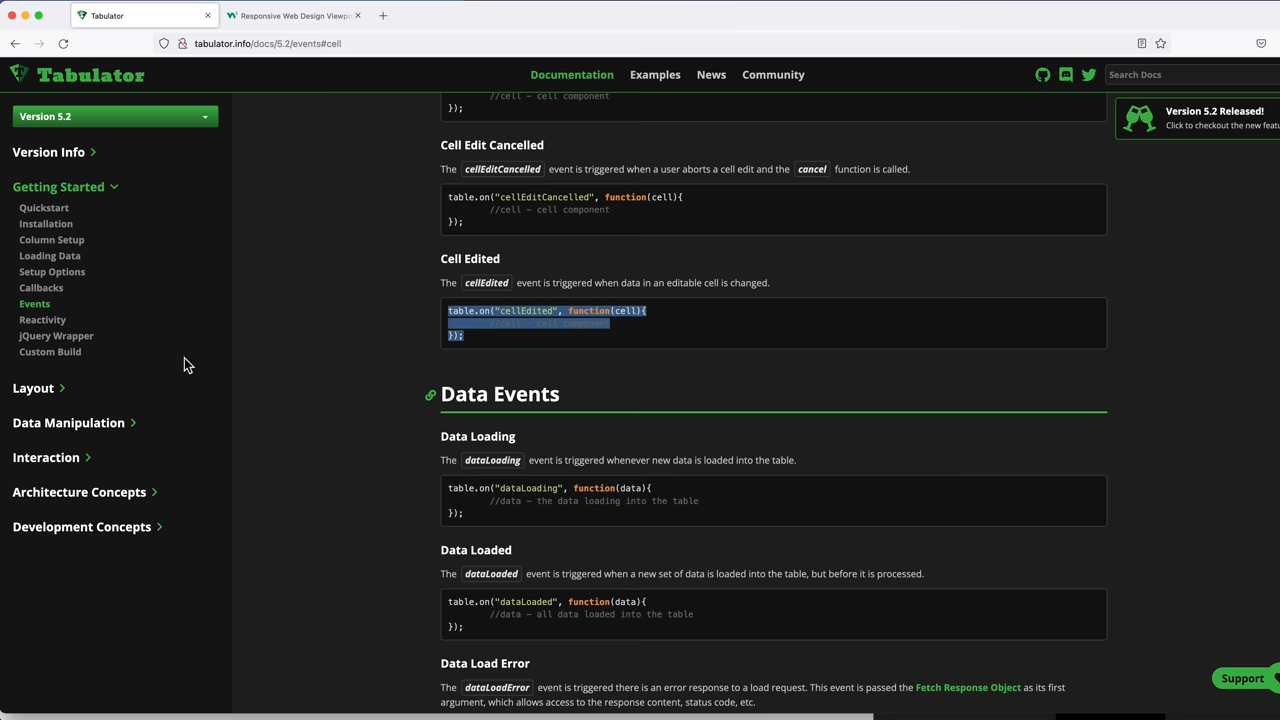 Tabulator
Responsive Web Design Viewpo
tabulator.info/docs/5.2/events#cell
Tabulator
Documentation
Examples
News
Community
Search Docs
Version 5.2
Version Info
Getting Started
Quickstart
Installation
Column Setup
Loading Data
Setup Options
Callbacks
Events
Reactivity
jQuery Wrapper
Custom Build
Layout
Data Manipulation
Interaction
Architecture Concepts
Development Concepts
//cell - cell component
});
Cell Edit Cancelled
The cellEditCancelled event is triggered when a user aborts a cell edit and the cancel function is called.
table.on("cellEditCancelled", function(cell){
//cell - cell component
});
Cell Edited
The cellEdited event is triggered when data in an editable cell is changed.
table.on("cellEdited", function(cell){
//cell - cell component
});
Data Events
Data Loading
The dataLoading event is triggered whenever new data is loaded into the table.
table.on("dataLoading", function(data){
//data - the data loading into the table
});
Data Loaded
The dataLoaded event is triggered when a new set of data is loaded into the table, but before it is processed.
table.on("dataLoaded", function(data){
//data - all data loaded into the table
});
Data Load Error
The dataLoadError event is triggered there is an error response to a load request. This event is passed the Fetch Response Object as its first
argument, which allows access to the response content, status code, etc.
Version 5.2 Released!
Click to checkout the new featu
Support